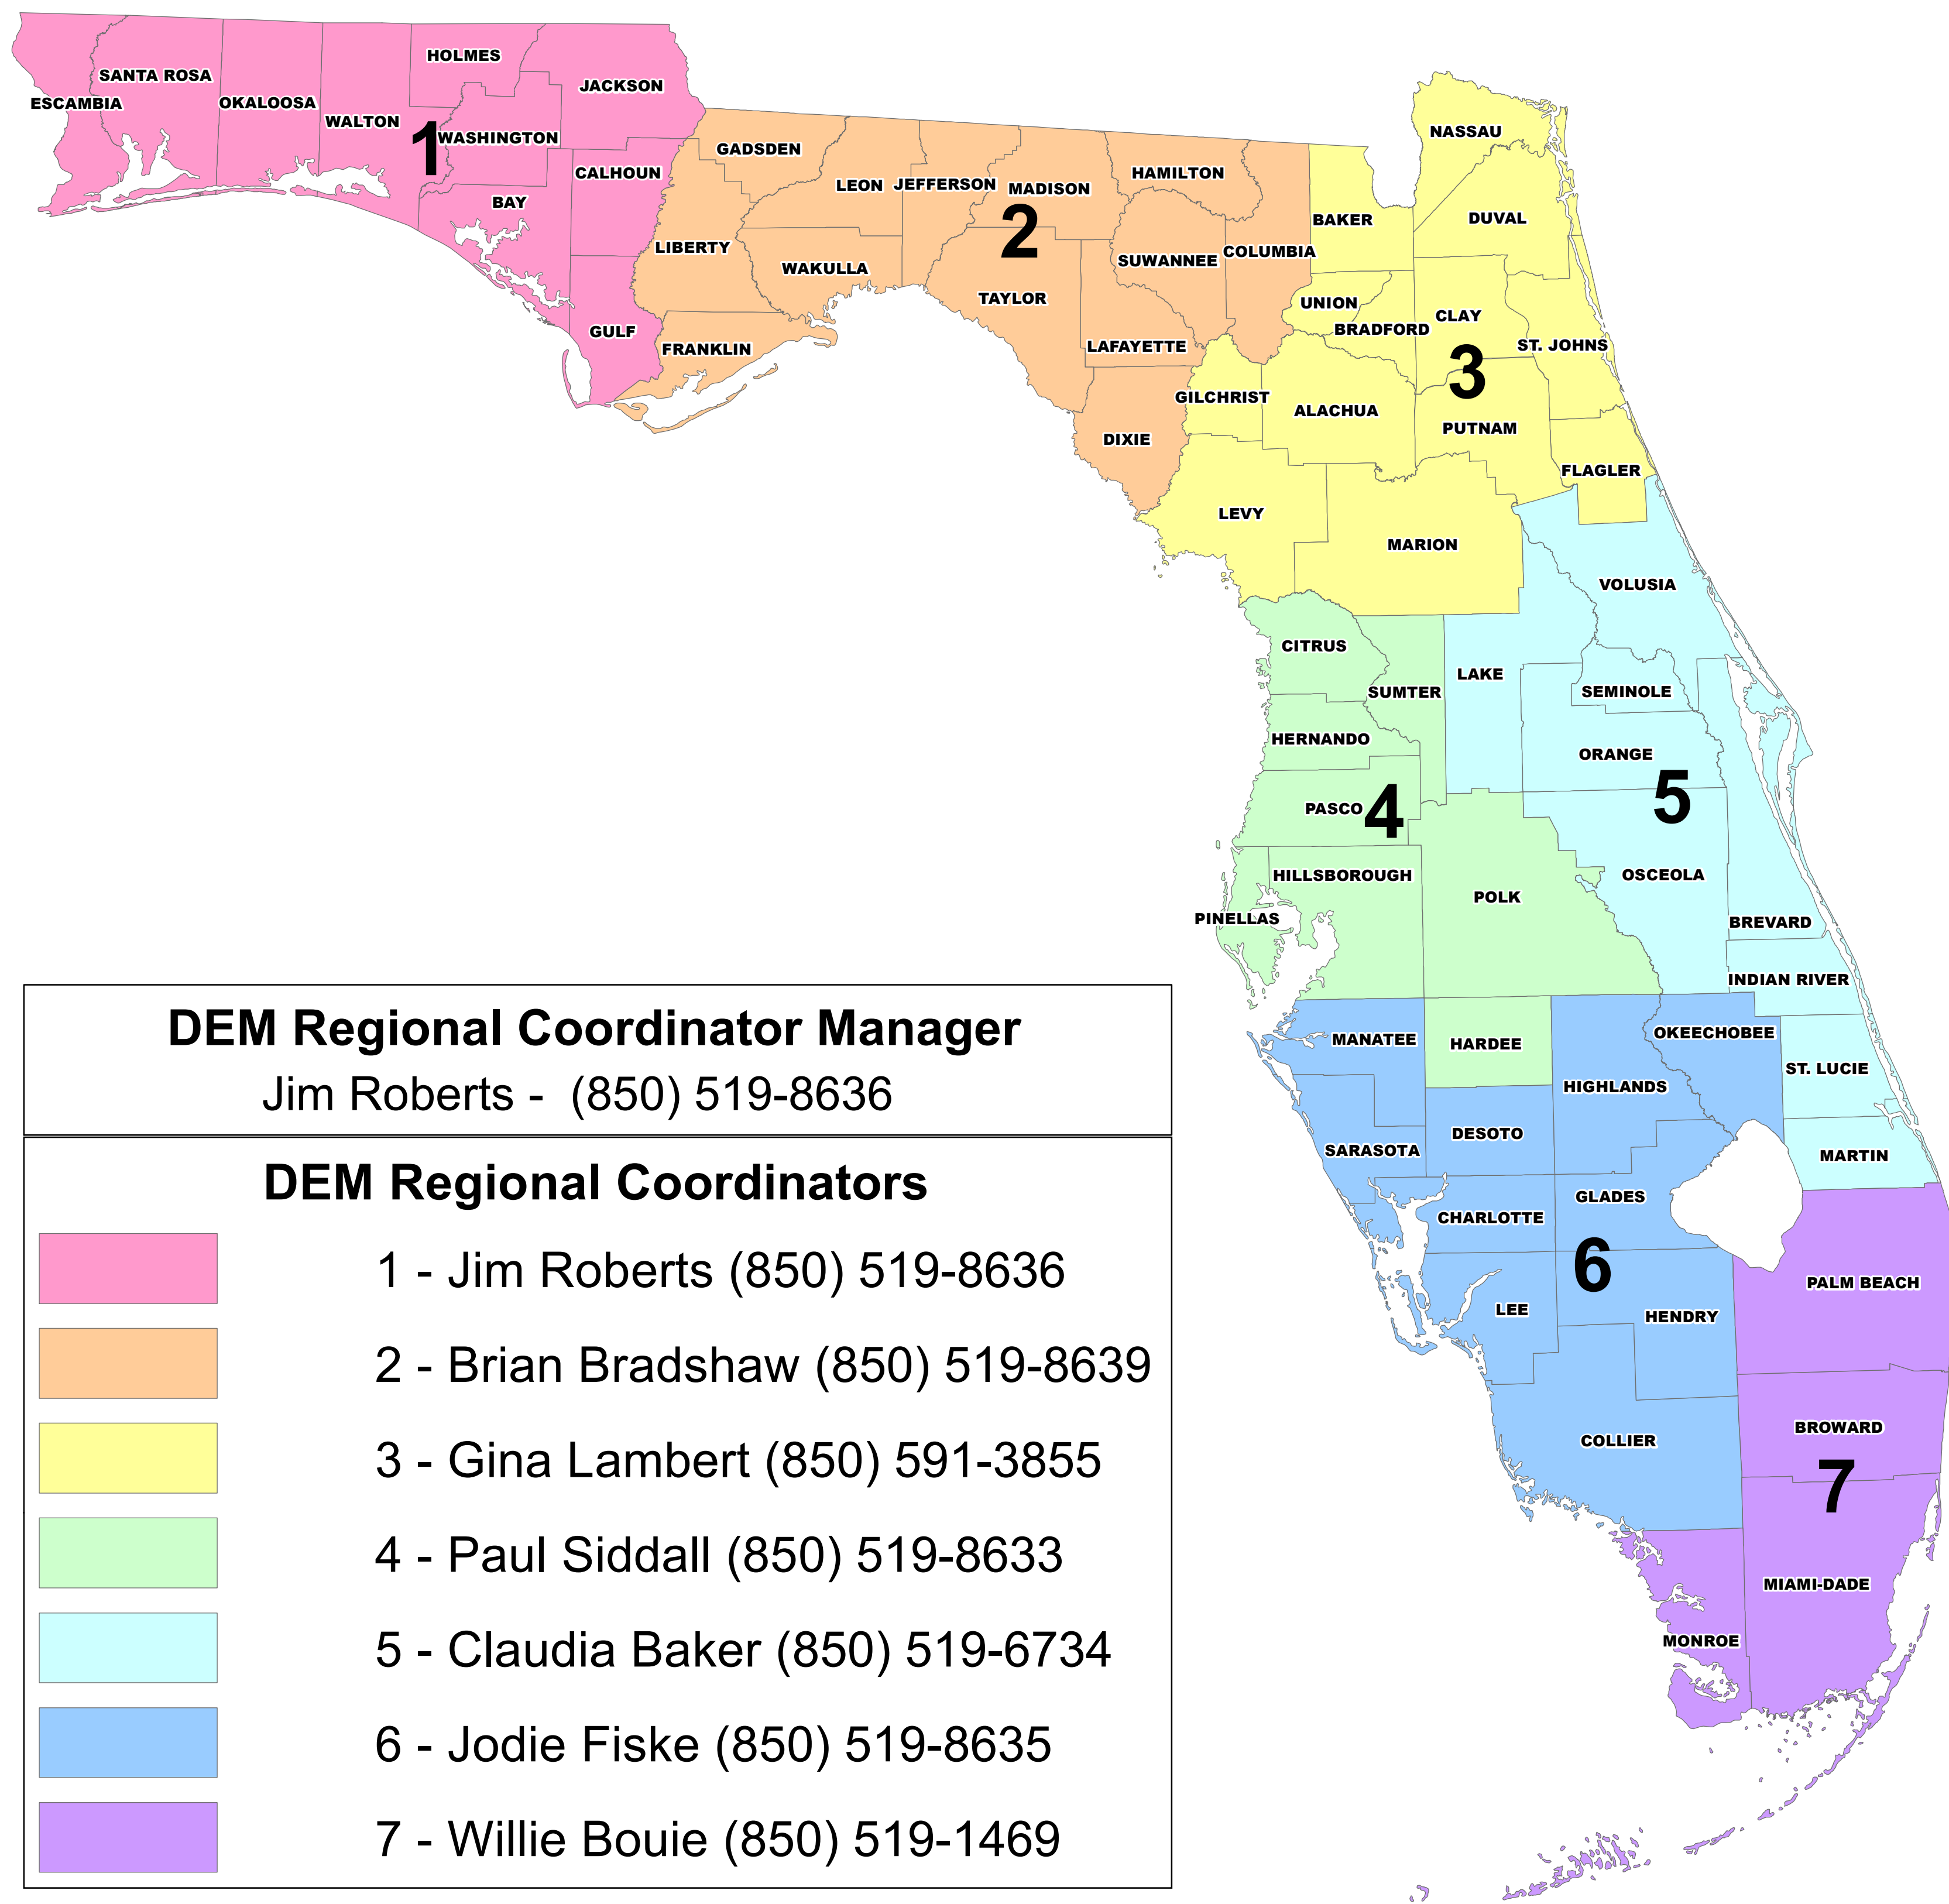 HOLMES
SANTA ROSA
JACKSON
ESCAMBIA
OKALOOSA
WALTON
1
WASHINGTON
CALHOUN
BAY
GULF
GADSDEN
LEON
JEFFERSON
MADISON
HAMILTON
2
LIBERTY
WAKULLA
SUWANNEE
COLUMBIA
TAYLOR
FRANKLIN
LAFAYETTE
DIXIE
NASSAU
BAKER
DUVAL
UNION
BRADFORD
CLAY
ST. JOHNS
3
GILCHRIST
ALACHUA
PUTNAM
FLAGLER
LEVY
MARION
VOLUSIA
CITRUS
SUMTER
LAKE
SEMINOLE
HERNANDO
ORANGE
PASCO
4
5
HILLSBOROUGH
POLK
OSCEOLA
PINELLAS
BREVARD
INDIAN RIVER
MANATEE
HARDEE
OKEECHOBEE
HIGHLANDS
ST. LUCIE
DESOTO
SARASOTA
MARTIN
GLADES
CHARLOTTE
6
PALM BEACH
LEE
HENDRY
COLLIER
BROWARD
7
MIAMI-DADE
MONROE
DEM Regional Coordinator Manager
Jim Roberts - (850) 519-8636
DEM Regional Coordinators
1 - Jim Roberts (850) 519-8636
2 - Brian Bradshaw (850) 519-8639
3 - Gina Lambert (850) 591-3855
4 - Paul Siddall (850) 519-8633
5 - Claudia Baker (850) 519-6734
6 - Jodie Fiske (850) 519-8635
7 - Willie Bouie (850) 519-1469